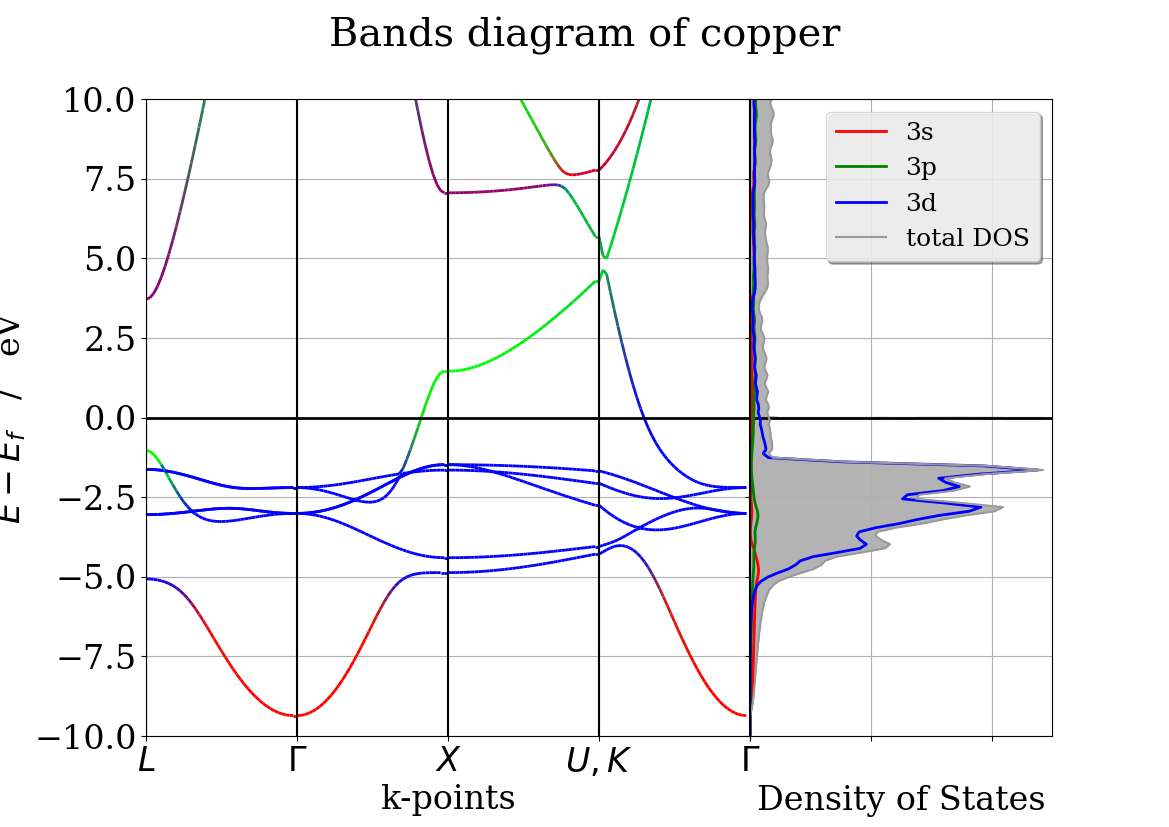 Bands diagram of copper
E − E_f / eV
10.0
7.5
5.0
2.5
0.0
−2.5
−5.0
−7.5
−10.0
L Γ X U, K Γ
k-points
Density of States
3s
3p
3d
total DOS